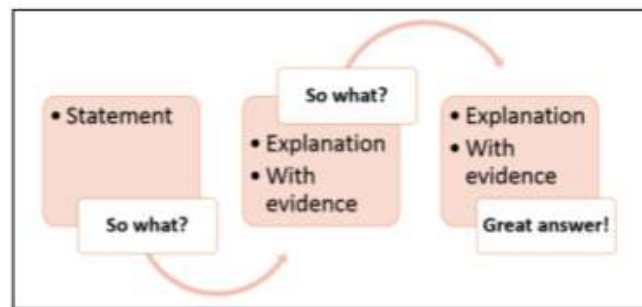 • Statement
So what?
So what?
• Explanation
• With
evidence
• Explanation
• With
evidence
Great answer!